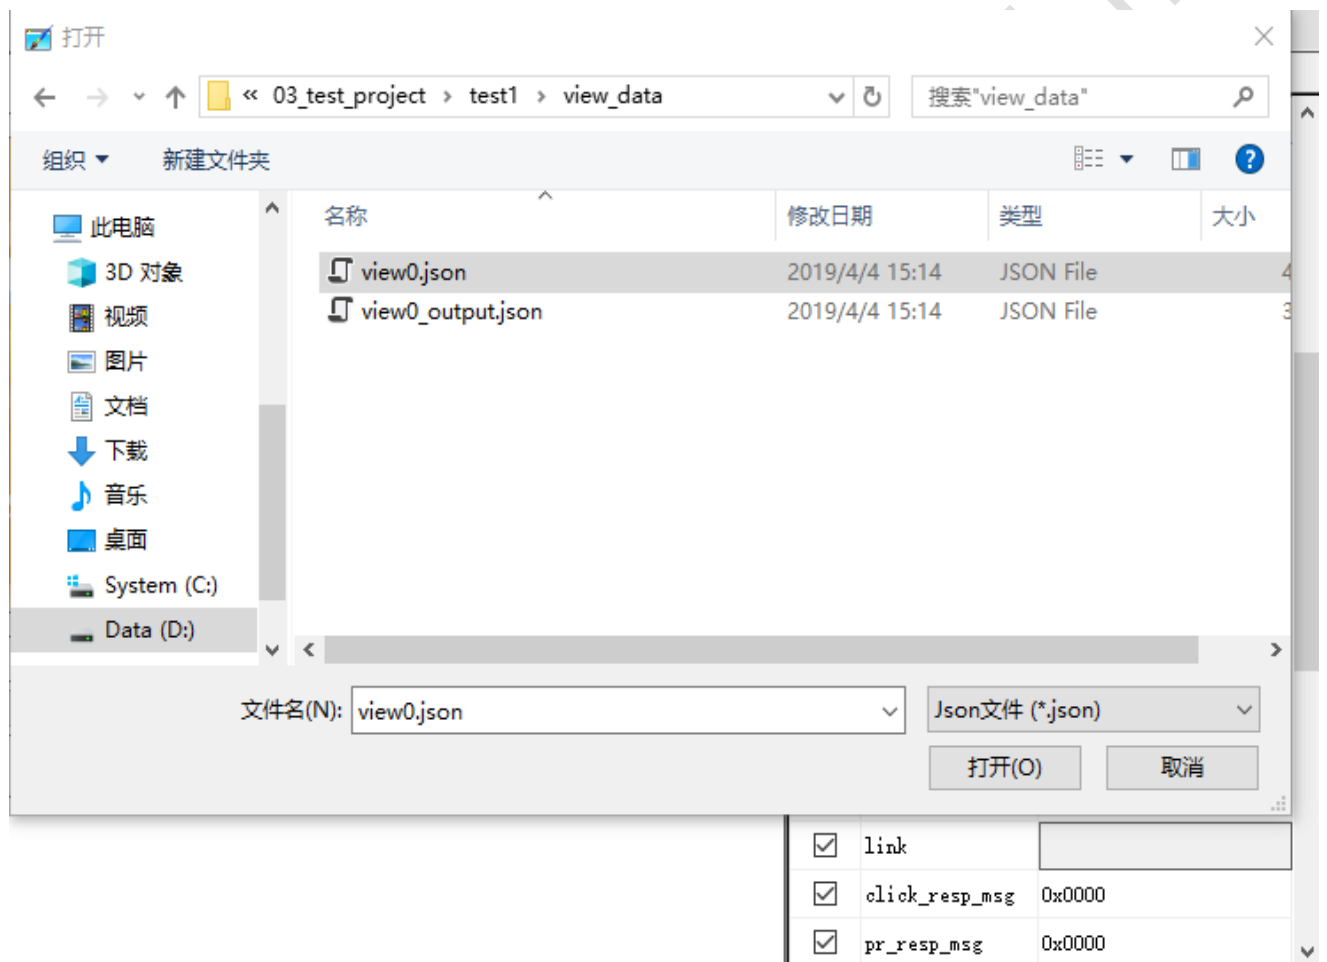 打开
« 03_test_project › test1 › view_data
搜索"view_data"
组织 新建文件夹
名称 修改日期 类型 大小
此电脑
3D 对象
视频
图片
文档
下载
音乐
桌面
System (C:)
Data (D:)
view0.json 2019/4/4 15:14 JSON File
view0_output.json 2019/4/4 15:14 JSON File
文件名(N): view0.json Json文件 (*.json)
打开(O) 取消
link
click_resp_msg 0x0000
pr_resp_msg 0x0000